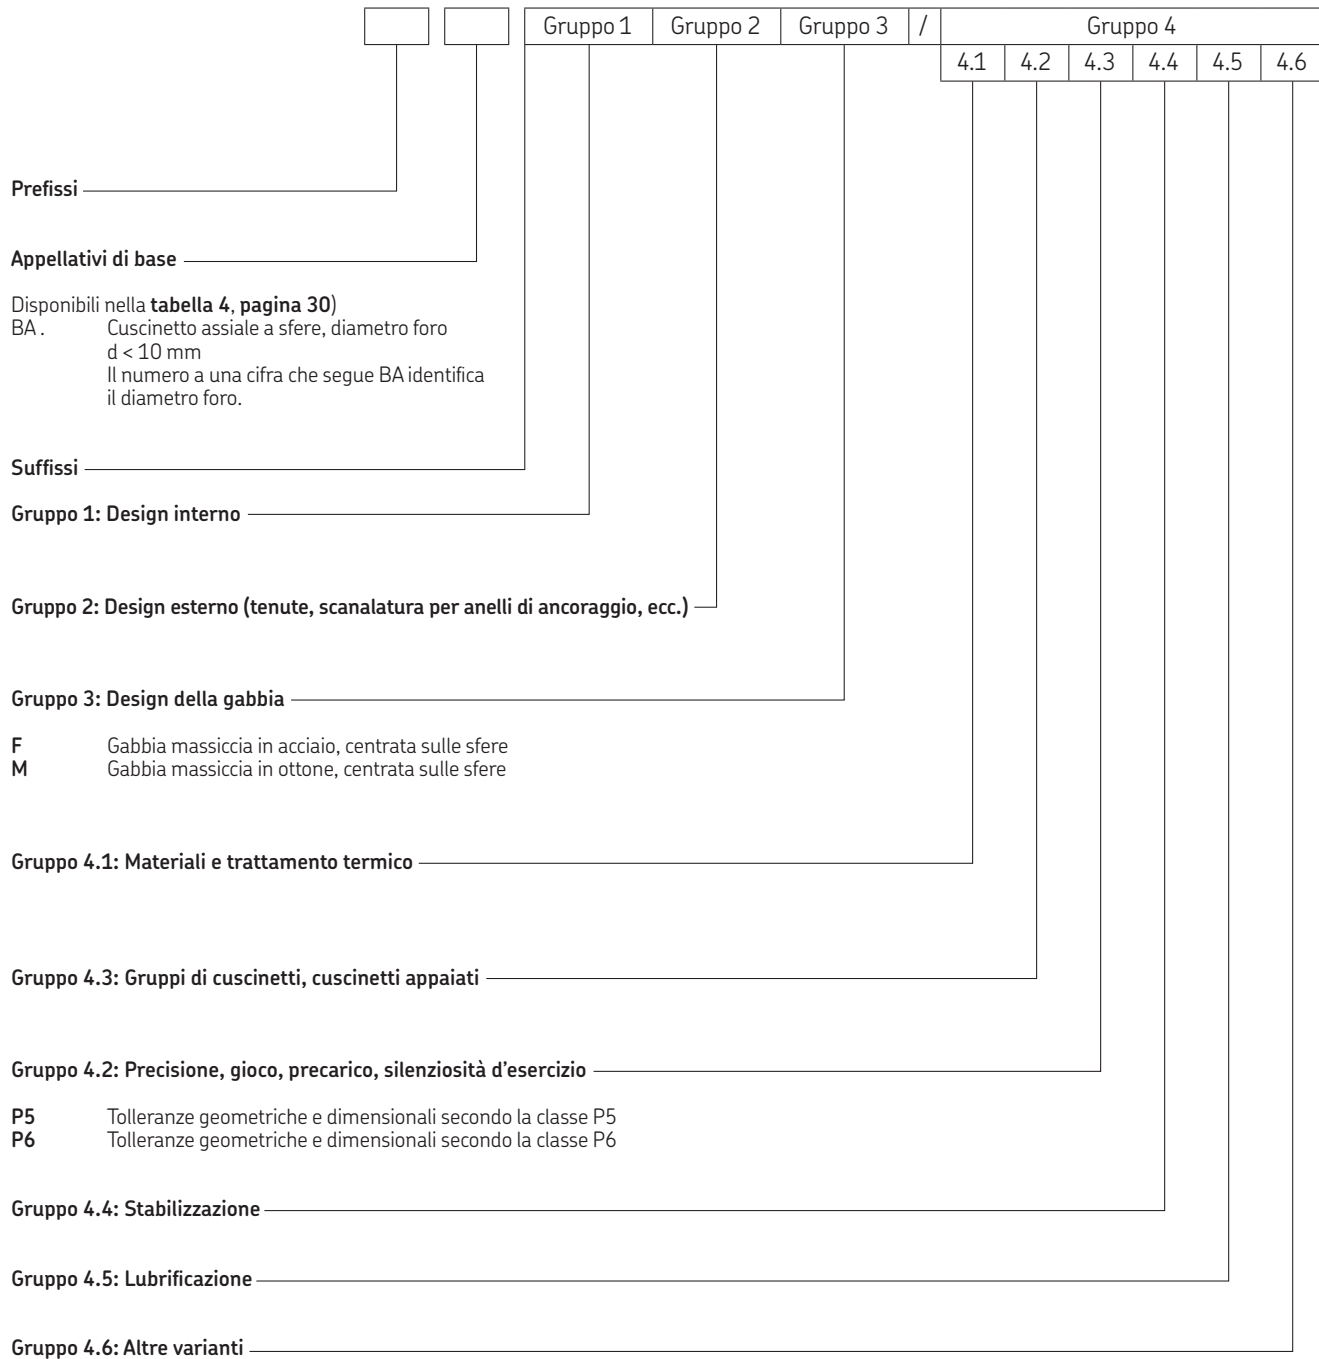 Gruppo 1 Gruppo 2 Gruppo 3 / Gruppo 4
4.1 4.2 4.3 4.4 4.5 4.6
Prefissi
Appellativi di base
Disponibili nella tabella 4, pagina 30)
BA . Cuscinetto assiale a sfere, diametro foro
d < 10 mm
Il numero a una cifra che segue BA identifica
il diametro foro.
Suffissi
Gruppo 1: Design interno
Gruppo 2: Design esterno (tenute, scanalatura per anelli di ancoraggio, ecc.)
Gruppo 3: Design della gabbia
F Gabbia massiccia in acciaio, centrata sulle sfere
M Gabbia massiccia in ottone, centrata sulle sfere
Gruppo 4.1: Materiali e trattamento termico
Gruppo 4.3: Gruppi di cuscinetti, cuscinetti appaiati
Gruppo 4.2: Precisione, gioco, precarico, silenziosità d'esercizio
P5 Tolleranze geometriche e dimensionali secondo la classe P5
P6 Tolleranze geometriche e dimensionali secondo la classe P6
Gruppo 4.4: Stabilizzazione
Gruppo 4.5: Lubrificazione
Gruppo 4.6: Altre varianti